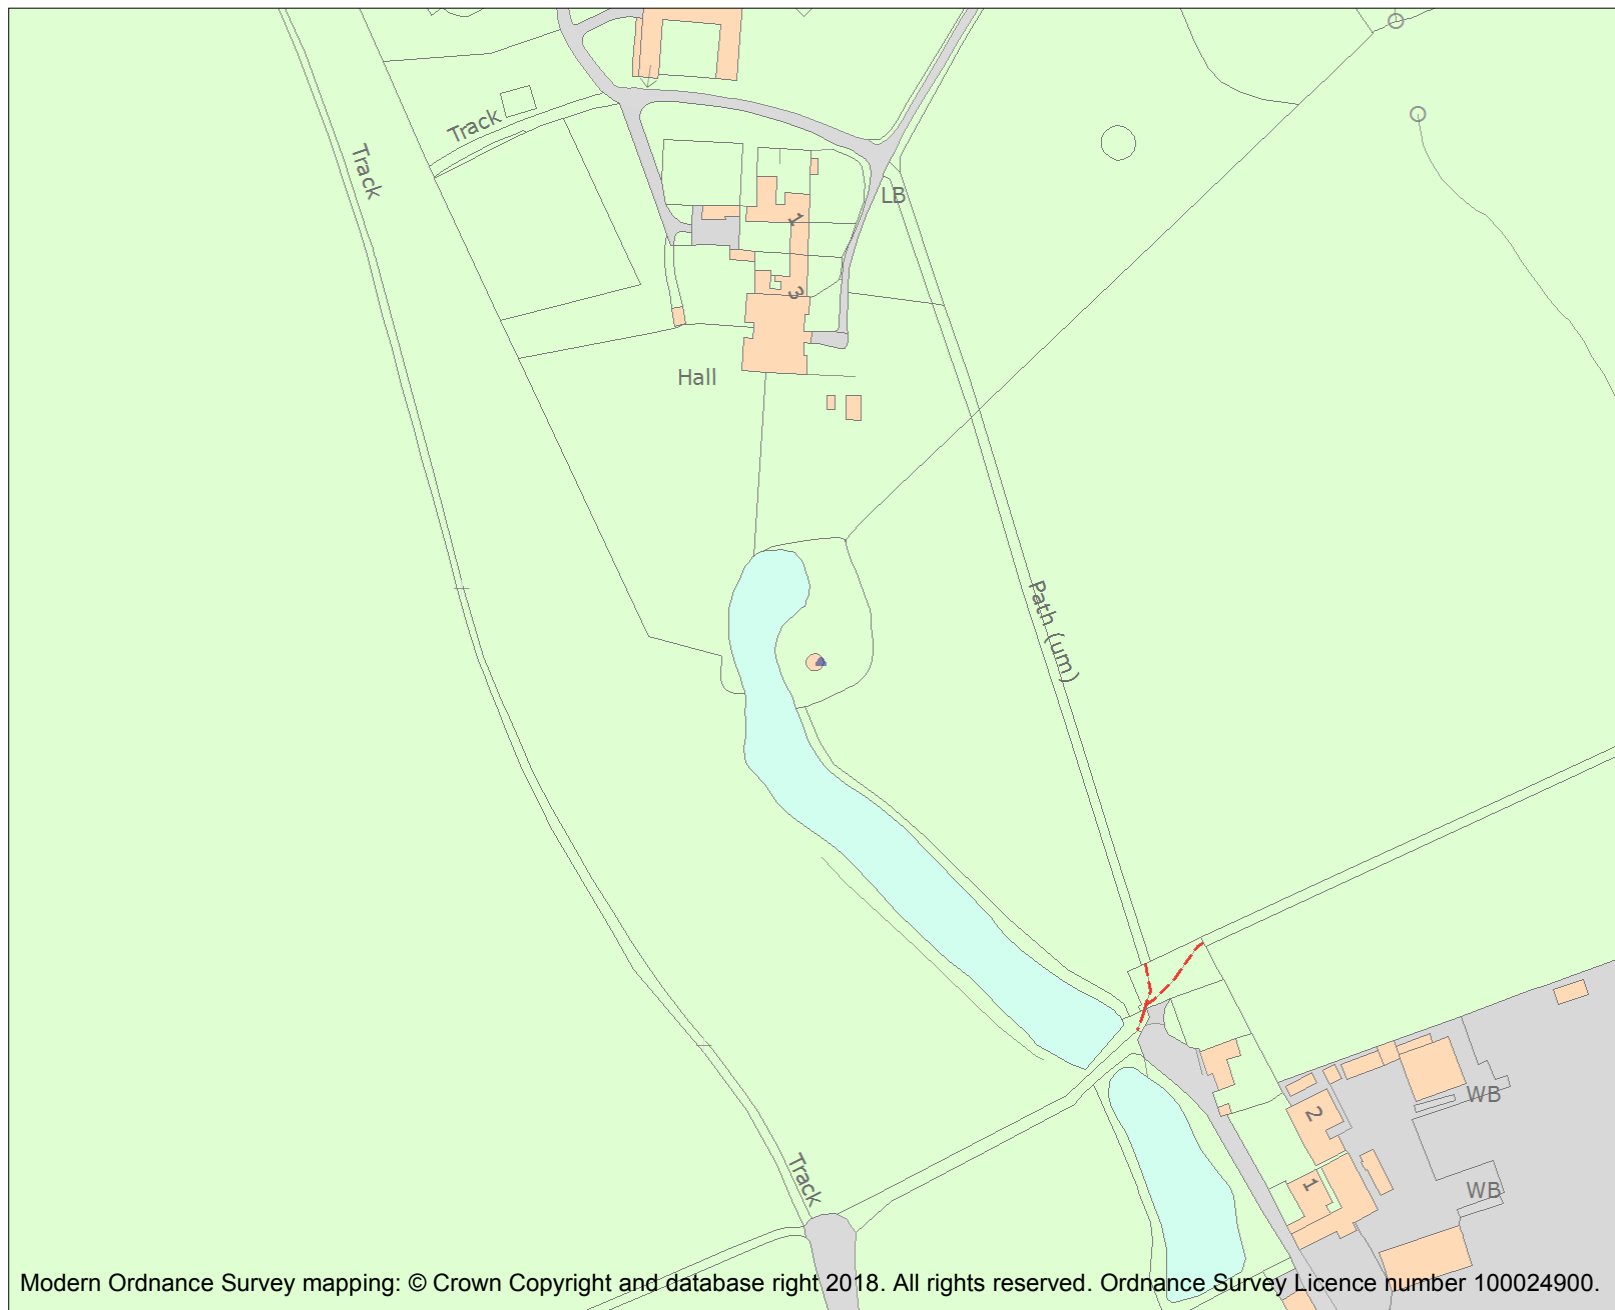 Track
Track
LB
1
3
Hall
Path (um)
WB
2
Track
1
WB
Modern Ordnance Survey mapping: © Crown Copyright and database right 2018. All rights reserved. Ordnance Survey Licence number 100024900.